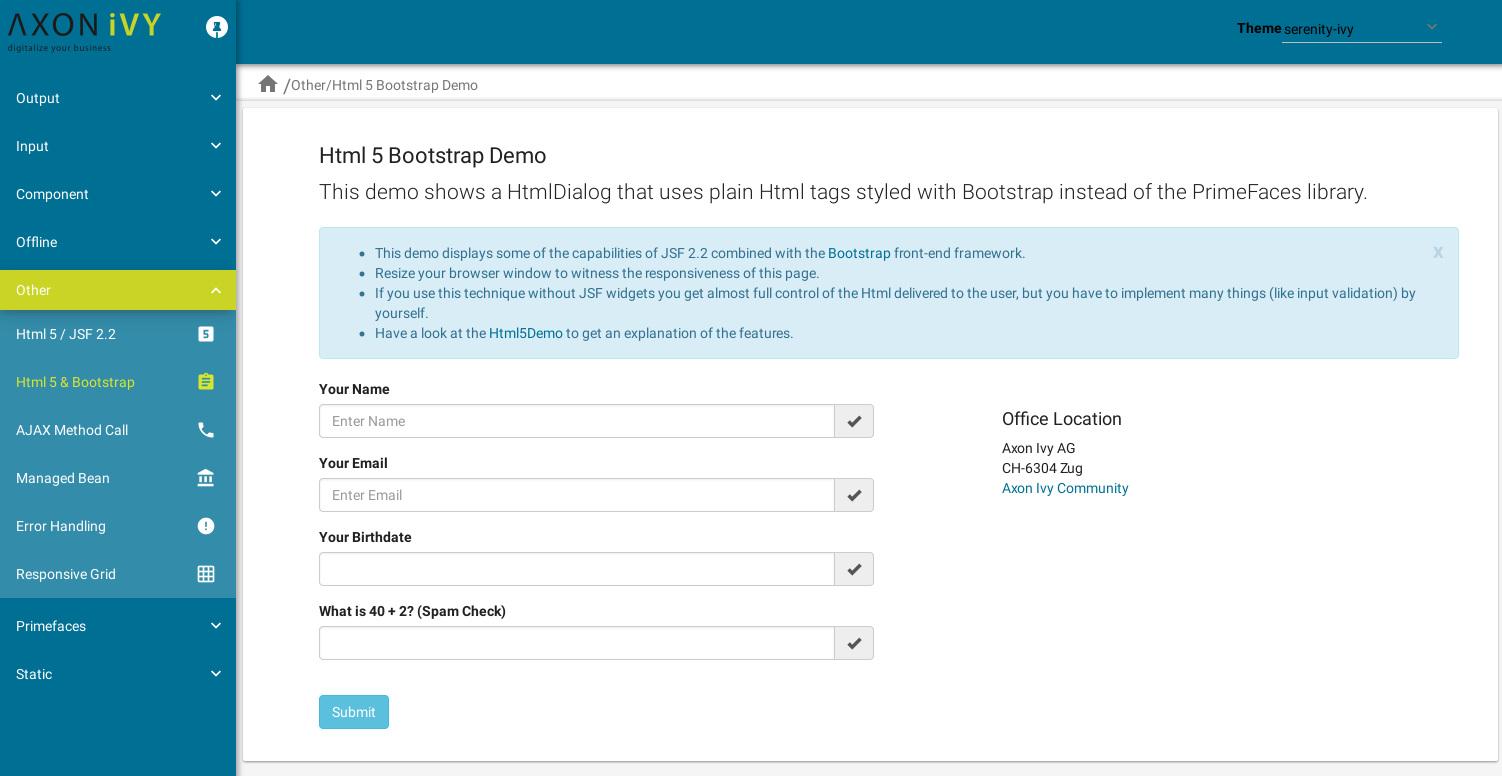 AXON iVY
digitalize your business
Theme serenity-ivy
/Other/Html 5 Bootstrap Demo
Output
Input
Component
Offline
Other
Html 5 / JSF 2.2
5
Html 5 & Bootstrap
AJAX Method Call
Managed Bean
Error Handling
Responsive Grid
Primefaces
Static
Html 5 Bootstrap Demo
This demo shows a HtmlDialog that uses plain Html tags styled with Bootstrap instead of the PrimeFaces library.
x
• This demo displays some of the capabilities of JSF 2.2 combined with the Bootstrap front-end framework.
• Resize your browser window to witness the responsiveness of this page.
• If you use this technique without JSF widgets you get almost full control of the Html delivered to the user, but you have to implement many things (like input validation) by
yourself.
• Have a look at the Html5Demo to get an explanation of the features.
Your Name
Enter Name
Your Email
Enter Email
Your Birthdate
What is 40 + 2? (Spam Check)
Submit
Office Location
Axon Ivy AG
CH-6304 Zug
Axon Ivy Community